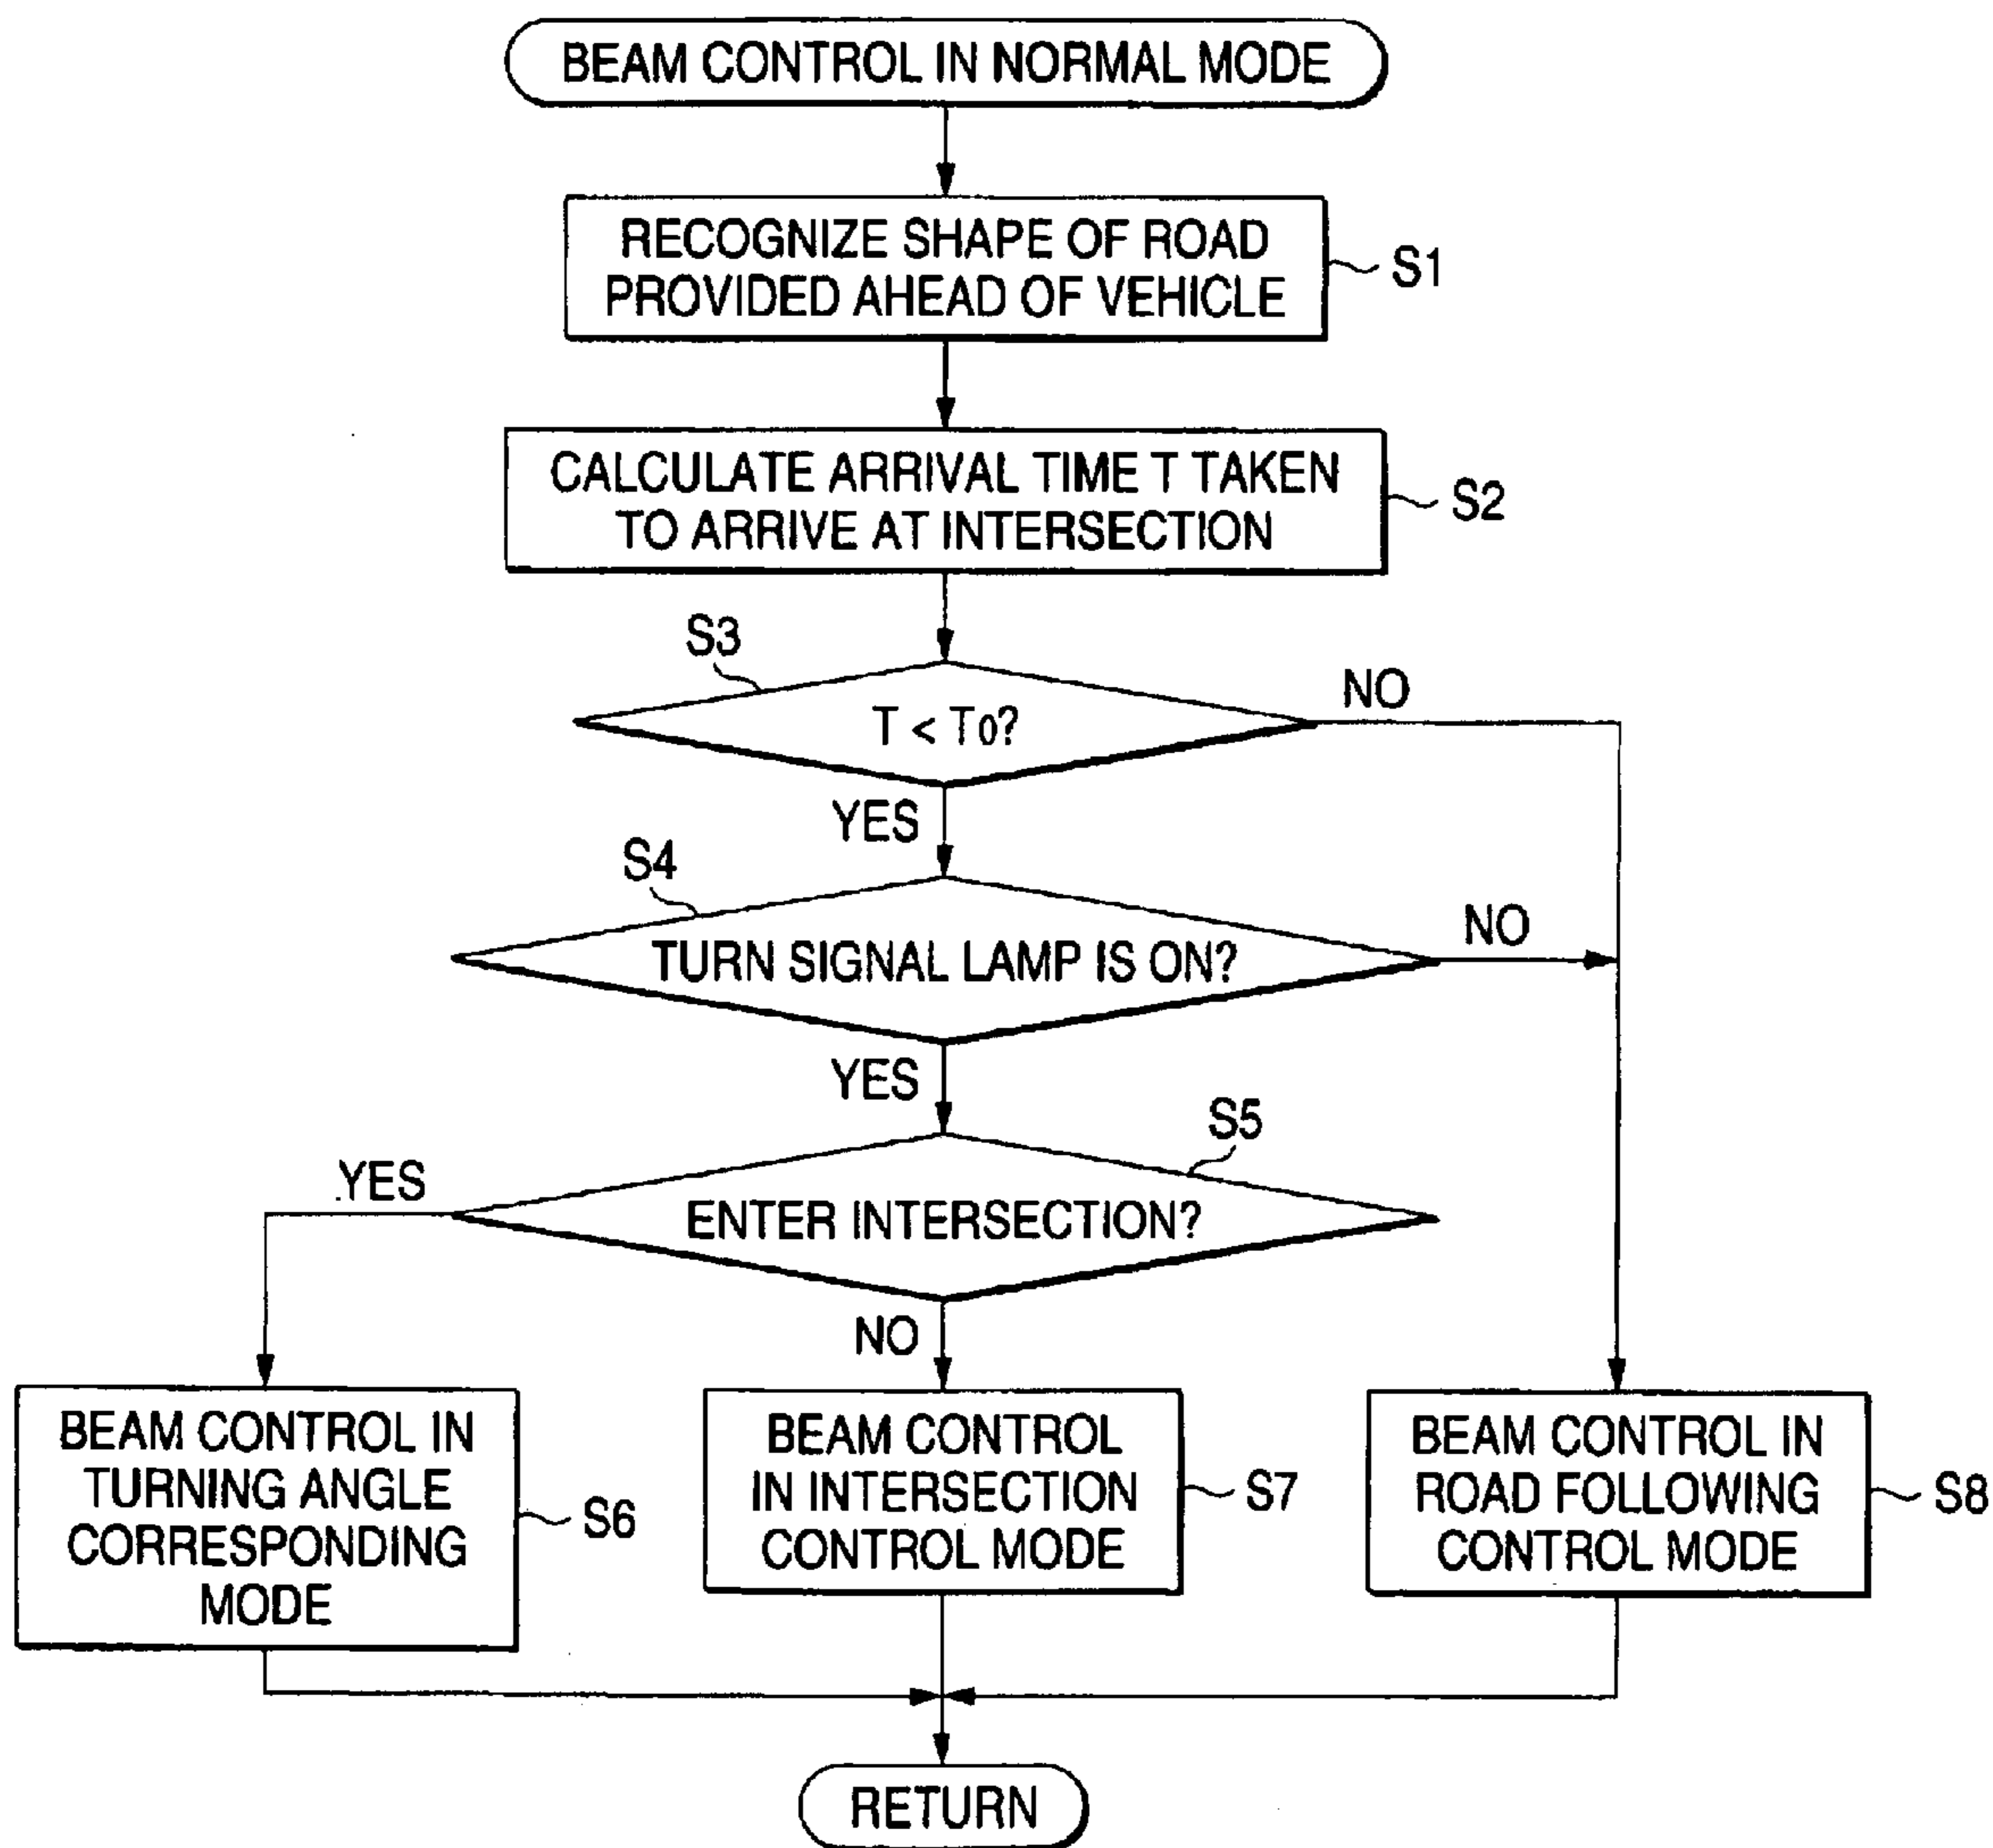 BEAM CONTROL IN NORMAL MODE
RECOGNIZE SHAPE OF ROAD
PROVIDED AHEAD OF VEHICLE
S1
CALCULATE ARRIVAL TIME T TAKEN
TO ARRIVE AT INTERSECTION
S2
S3
T < T0?
NO
YES
S4
TURN SIGNAL LAMP IS ON?
NO
YES
S5
ENTER INTERSECTION?
YES
NO
BEAM CONTROL IN
TURNING ANGLE
CORRESPONDING
MODE
S6
BEAM CONTROL
IN INTERSECTION
CONTROL MODE
S7
BEAM CONTROL IN
ROAD FOLLOWING
CONTROL MODE
S8
RETURN